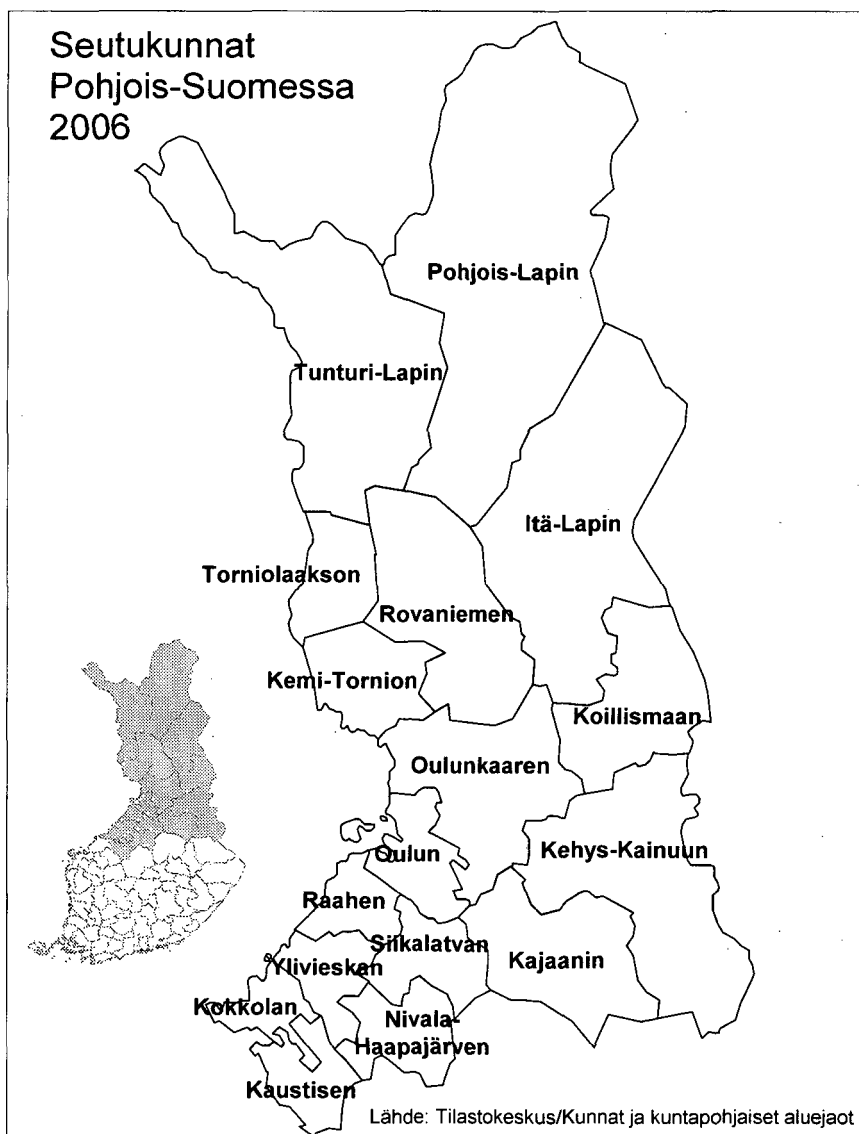 Seutukunnat
Pohjois-Suomessa
2006
Pohjois-Lapin
Tunturi-Lapin
Itä-Lapin
Torniolaakson
Rovaniemen
Kemi-Tornion
Koillismaan
Oulunkaaren
Oulun
Kehys-Kainuun
Raahen
Siikalatvan
Ylivieskan
Kajaanin
Kokkolan
Nivala-
Haapajärven
Kaustisen
Lähde: Tilastokeskus/Kunnat ja kuntapohjaiset aluejaot